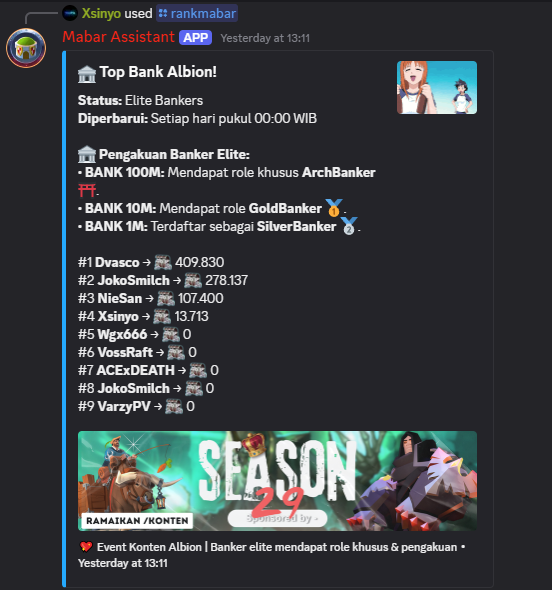 Xsinyo used rankmabar
Mabar Assistant APP Yesterday at 13:11
Top Bank Albion!
Status: Elite Bankers
Diperbarui: Setiap hari pukul 00:00 WIB
Pengakuan Banker Elite:
• BANK 100M: Mendapat role khusus ArchBanker
.
• BANK 10M: Mendapat role GoldBanker 🥇.
• BANK 1M: Terdaftar sebagai SilverBanker 🥈.
#1 Dvasco → 409.830
#2 JokoSmilch → 278.137
#3 NieSan → 107.400
#4 Xsinyo → 13.713
#5 Wgx666 → 0
#6 VossRaft → 0
#7 ACExDEATH → 0
#8 JokoSmilch → 0
#9 VarzyPV → 0
SEASON
29
Sponsored by -
RAMAIKAN /KONTEN
Event Konten Albion | Banker elite mendapat role khusus & pengakuan •
Yesterday at 13:11